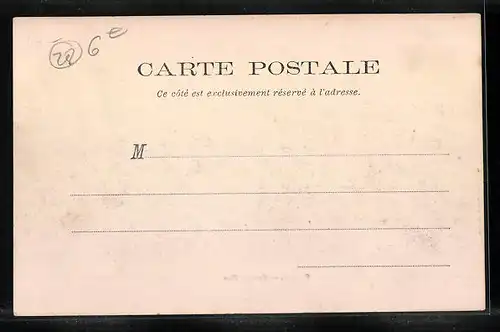 28 6e
CARTE POSTALE
Ce côté est exclusivement réservé à l'adresse.
M